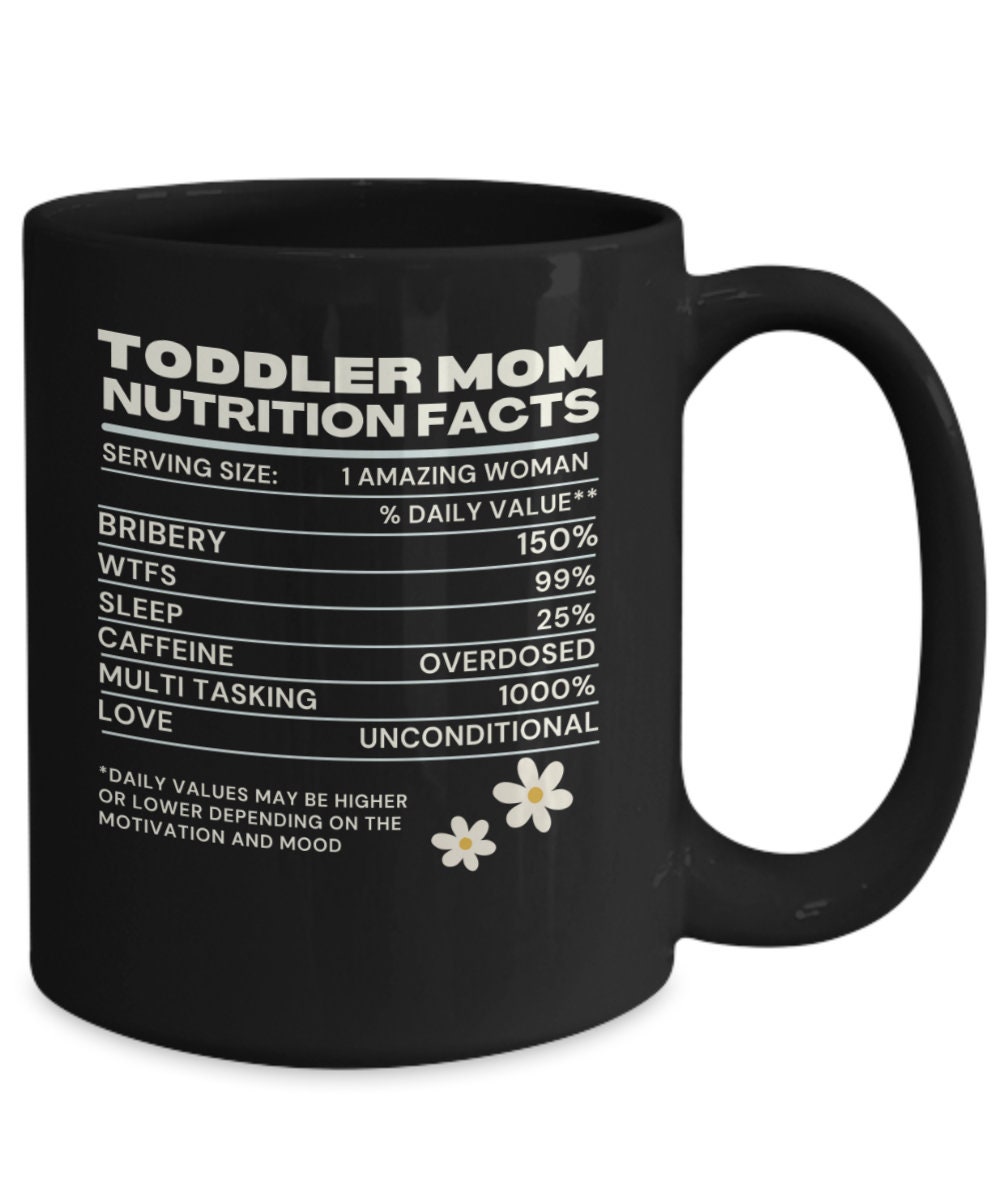 TODDLER MOM
NUTRITION FACTS
SERVING SIZE: 1 AMAZING WOMAN
% DAILY VALUE**
BRIBERY 150%
WTFS 99%
SLEEP 25%
CAFFEINE OVERDOSED
MULTI TASKING 1000%
LOVE UNCONDITIONAL
*DAILY VALUES MAY BE HIGHER
OR LOWER DEPENDING ON THE
MOTIVATION AND MOOD